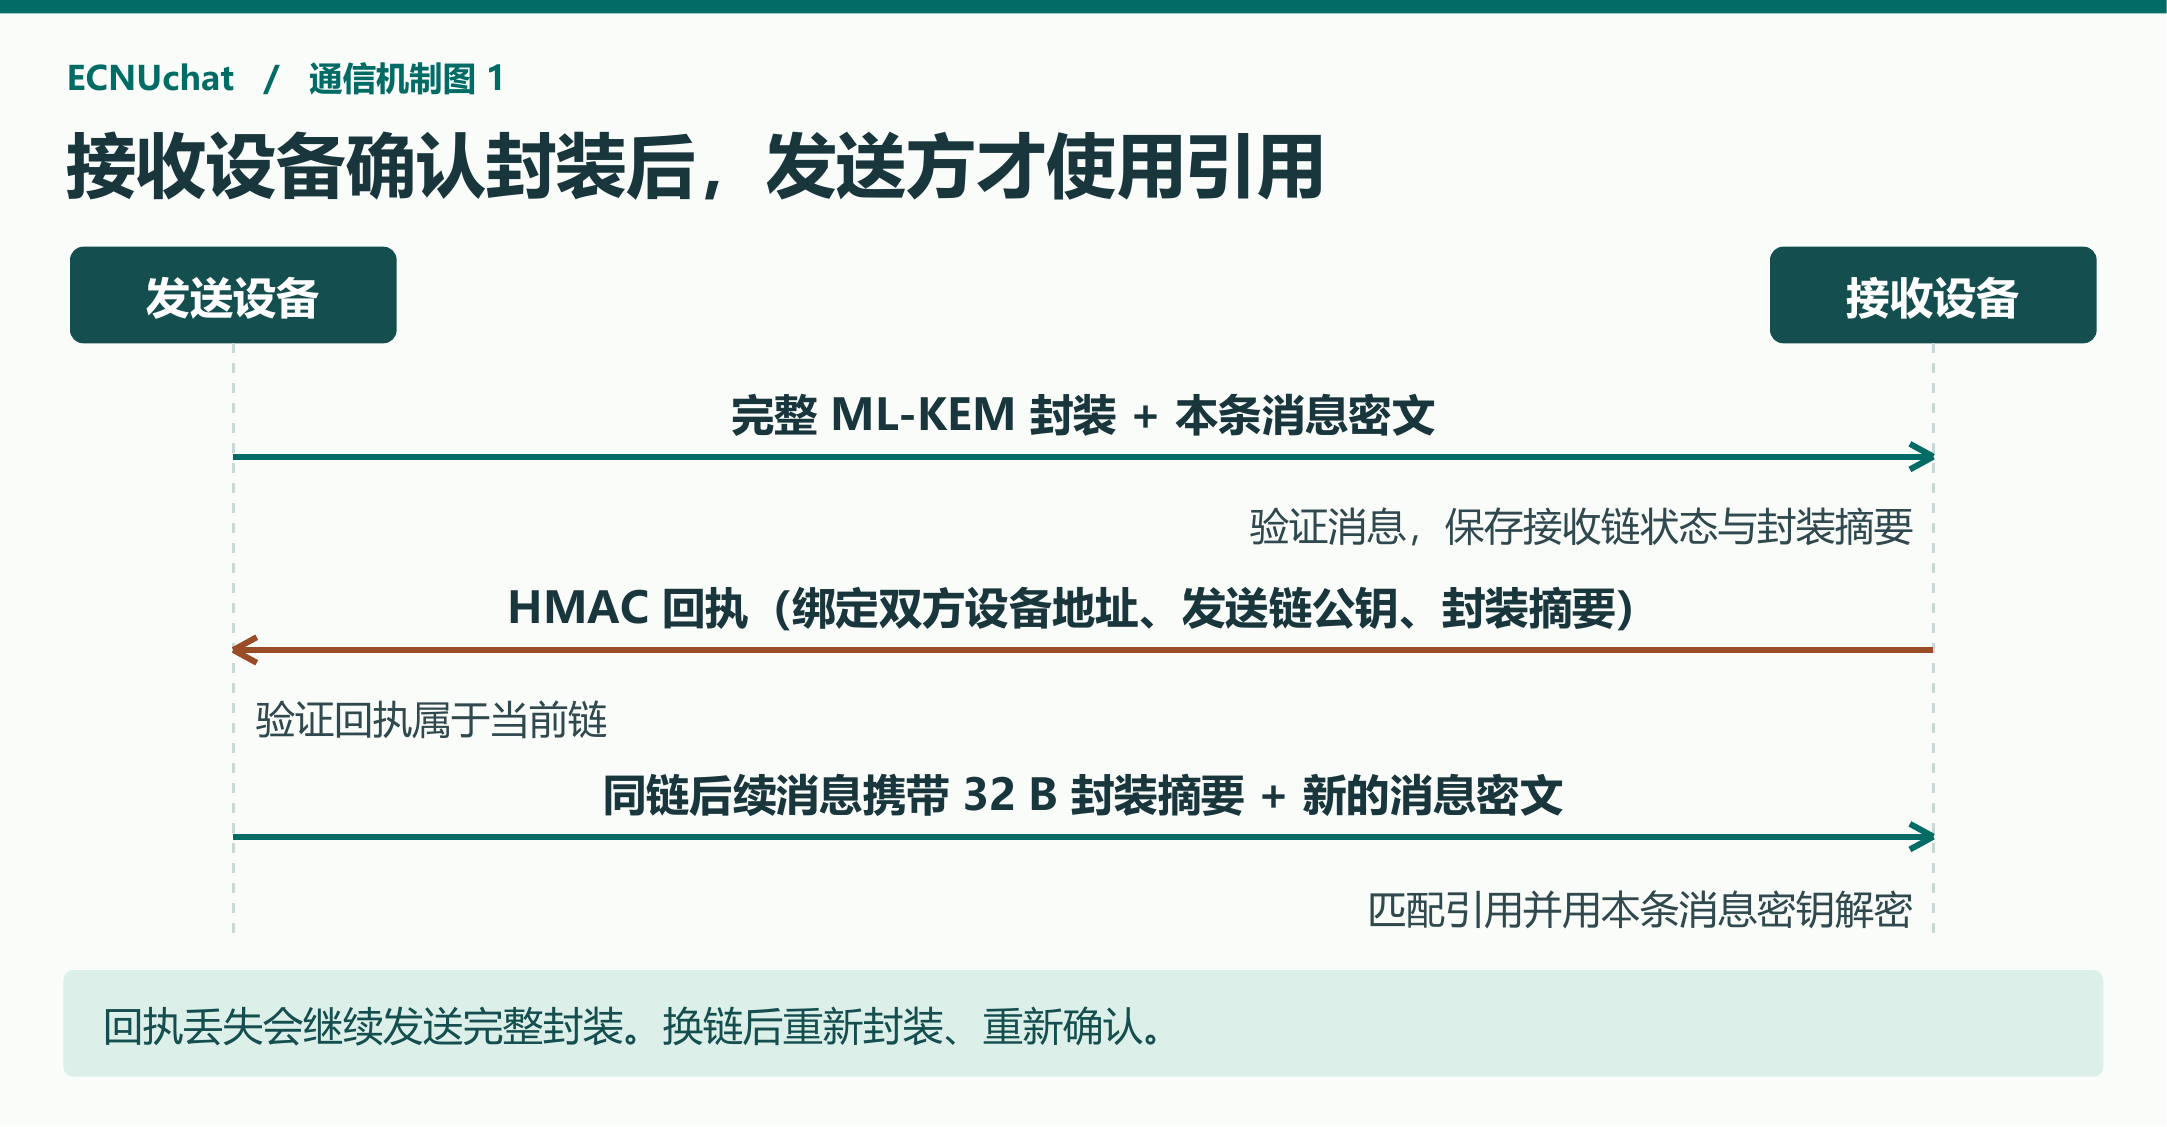 ECNUchat / 通信机制图 1
接收设备确认封装后，发送方才使用引用
发送设备
接收设备
完整 ML-KEM 封装 + 本条消息密文
验证消息，保存接收链状态与封装摘要
HMAC 回执（绑定双方设备地址、发送链公钥、封装摘要）
验证回执属于当前链
同链后续消息携带 32 B 封装摘要 + 新的消息密文
匹配引用并用本条消息密钥解密
回执丢失会继续发送完整封装。换链后重新封装、重新确认。